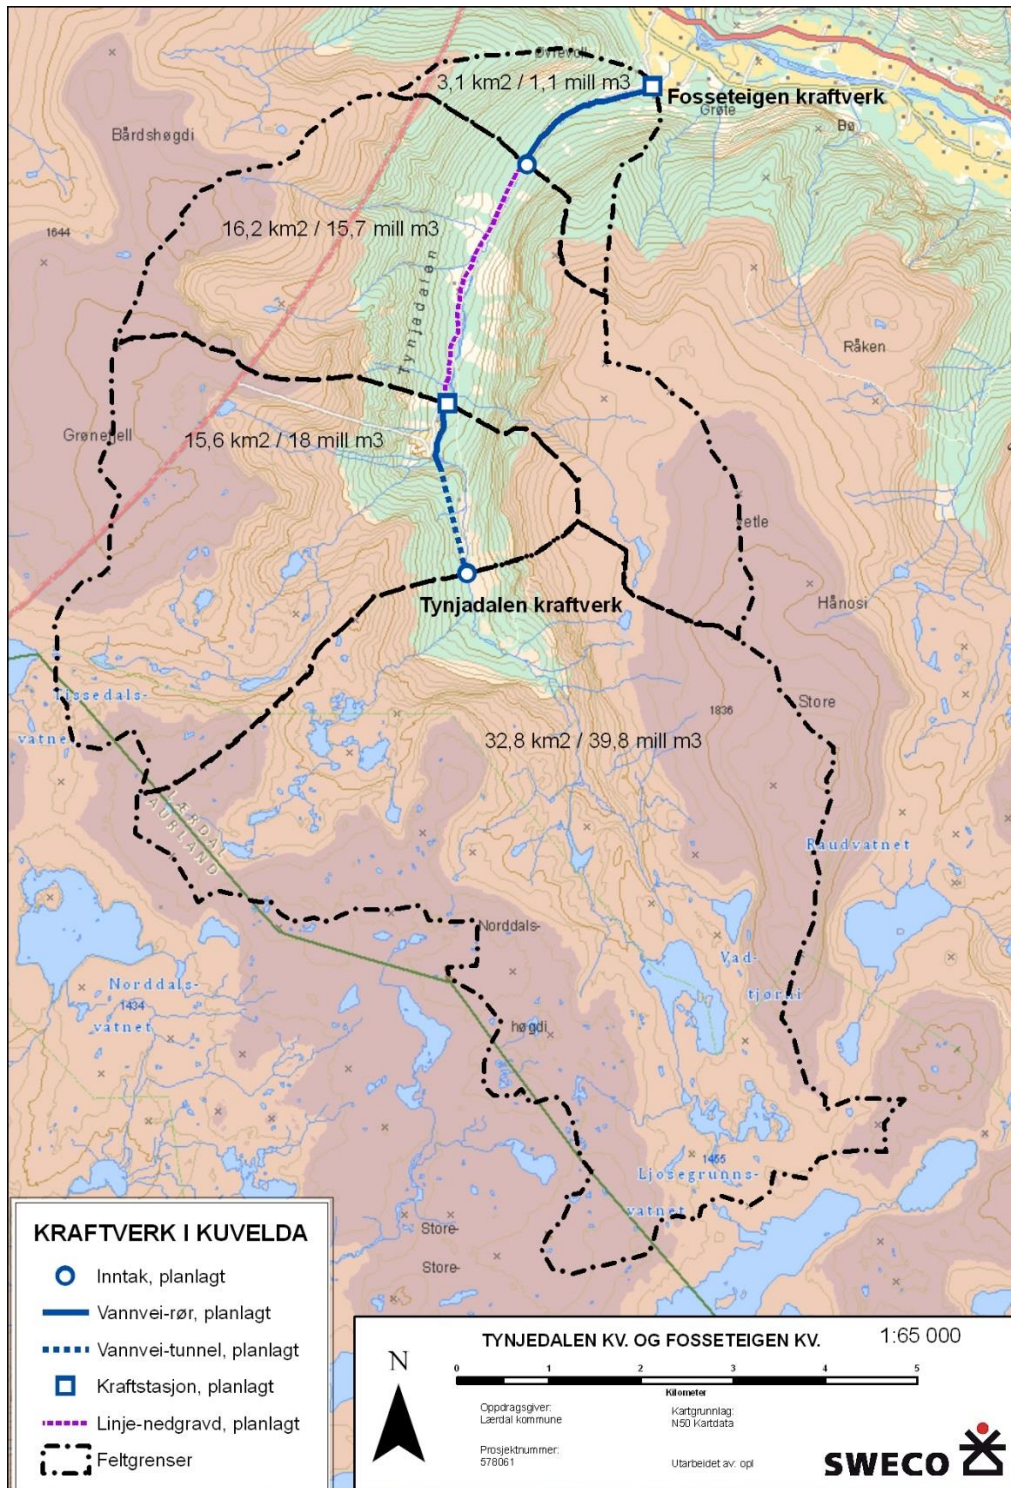 Øvrevoll
3,1 km2 / 1,1 mill m3
Fosseteigen kraftverk
Grøte
Bø
Bårdshøgdi
16,2 km2 / 15,7 mill m3
1644
Tynjadalen
Råken
Grønefjell
15,6 km2 / 18 mill m3
Vetle
Tynjadalen kraftverk
Hånosi
Tissedals-
vatnet
Store
1836
32,8 km2 / 39,8 mill m3
LÆRDAL
AURLAND
Raudvatnet
Norddals-
Vad-
tjørni
Norddals-
1434
vatnet
høgdi
1455
Ljosegrunns-
vatnet
Store-
Store-
KRAFTVERK I KUVELDA
Inntak, planlagt
Vannvei-rør, planlagt
Vannvei-tunnel, planlagt
Kraftstasjon, planlagt
Linje-nedgravd, planlagt
Feltgrenser
N
TYNJEDALEN KV. OG FOSSETEIGEN KV.
1:65 000
0 1 2 3 4 5
Kilometer
Oppdragsgiver:
Lærdal kommune
Kartgrunnlag:
N50 Kartdata
Prosjektnummer:
578061
Utarbeidet av: opl
SWECO